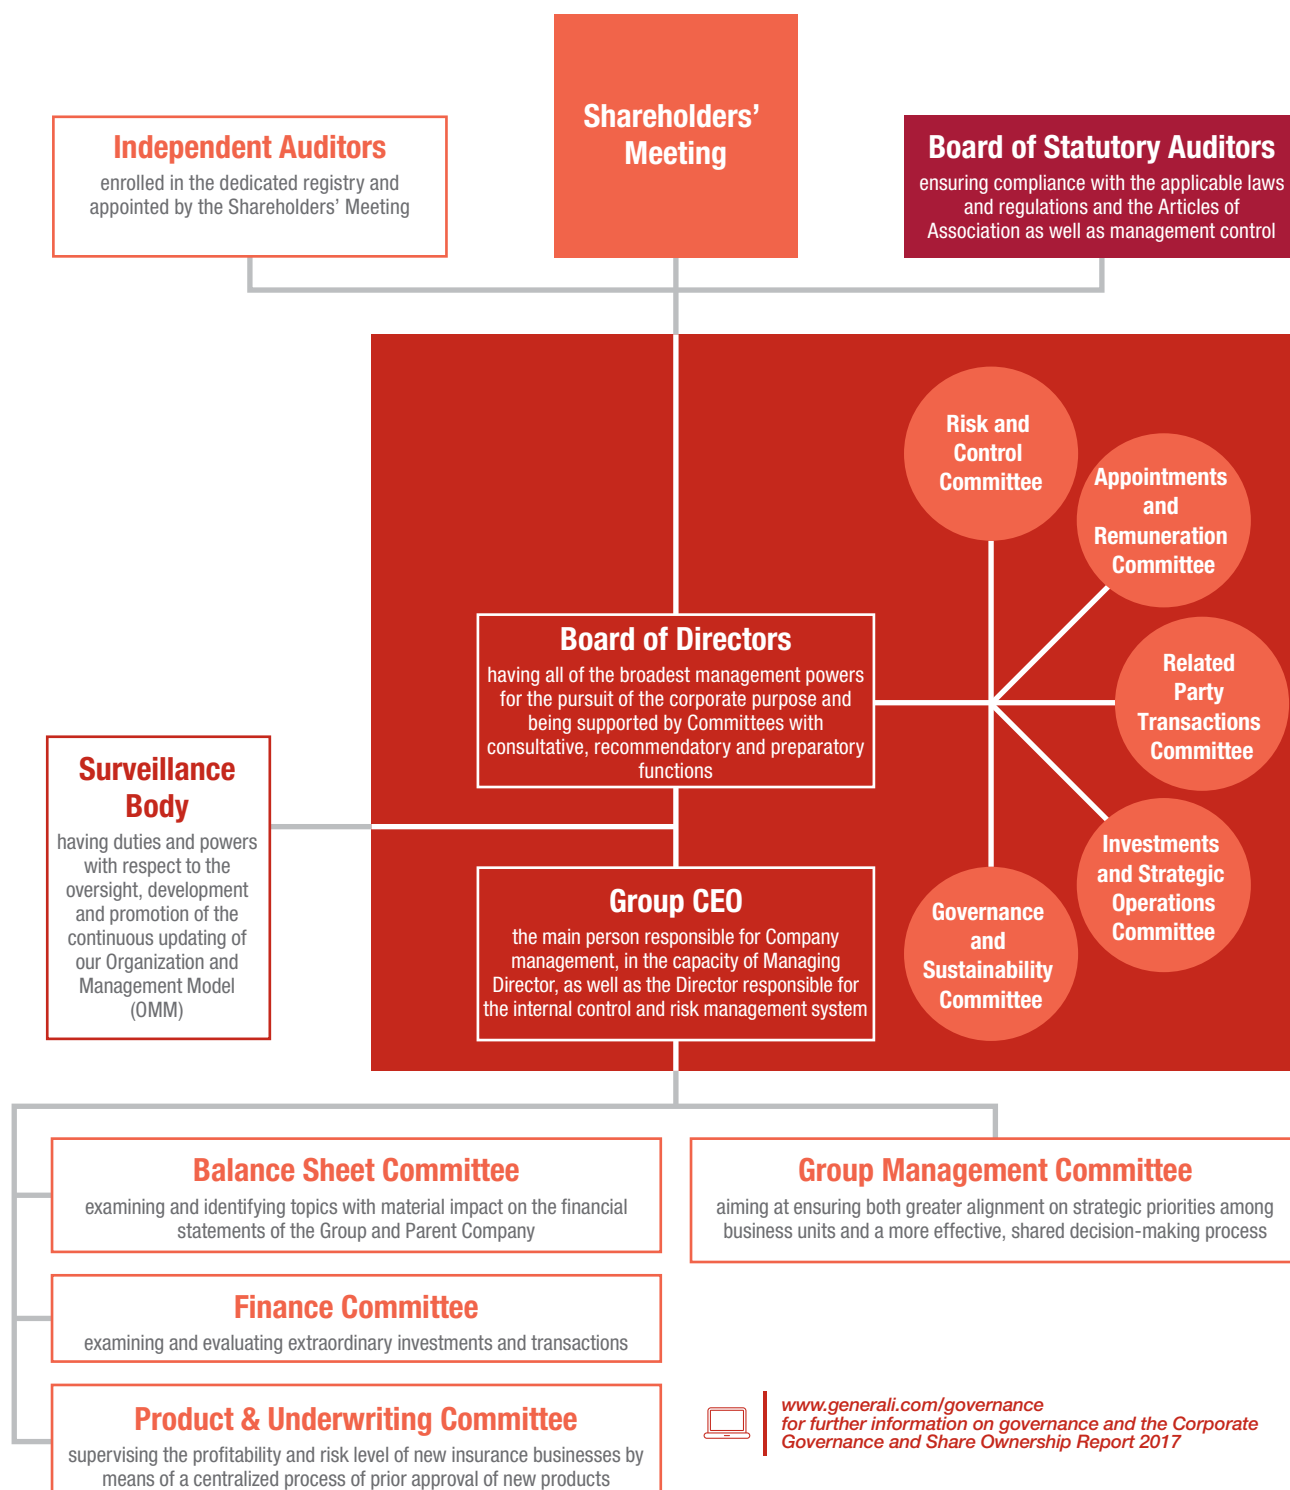 Shareholders’
Meeting
Independent Auditors
enrolled in the dedicated registry and
appointed by the Shareholders’ Meeting
Board of Statutory Auditors
ensuring compliance with the applicable laws
and regulations and the Articles of
Association as well as management control
Risk and
Control
Committee
Appointments
and
Remuneration
Committee
Related
Party
Transactions
Committee
Investments
and Strategic
Operations
Committee
Governance
and
Sustainability
Committee
Board of Directors
having all of the broadest management powers
for the pursuit of the corporate purpose and
being supported by Committees with
consultative, recommendatory and preparatory
functions
Surveillance
Body
having duties and powers
with respect to the
oversight, development
and promotion of the
continuous updating of
our Organization and
Management Model
(OMM)
Group CEO
the main person responsible for Company
management, in the capacity of Managing
Director, as well as the Director responsible for
the internal control and risk management system
Balance Sheet Committee
examining and identifying topics with material impact on the financial
statements of the Group and Parent Company
Group Management Committee
aiming at ensuring both greater alignment on strategic priorities among
business units and a more effective, shared decision-making process
Finance Committee
examining and evaluating extraordinary investments and transactions
Product & Underwriting Committee
supervising the profitability and risk level of new insurance businesses by
means of a centralized process of prior approval of new products
www.generali.com/governance
for further information on governance and the Corporate
Governance and Share Ownership Report 2017